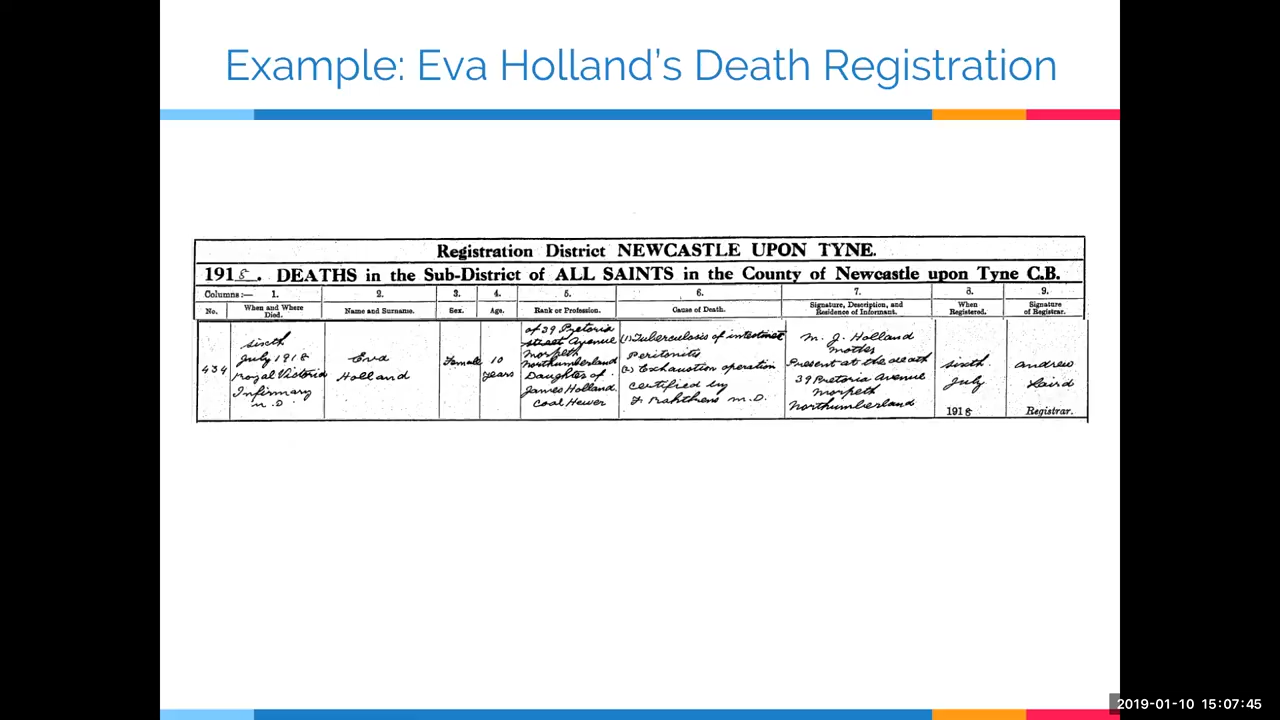 Example: Eva Holland's Death Registration
Registration District NEWCASTLE UPON TYNE.
1918. DEATHS in the Sub-District of ALL SAINTS in the County of Newcastle upon Tyne C.B.
Columns:— 1. 2. 3. 4. 5. 6. 7. 8. 9.
No. When and Where Died. Name and Surname. Sex. Age. Rank or Profession. Cause of Death. Signature, Description, and Residence of Informant. When Registered. Signature of Registrar.
434
sixth
July 1918
Royal Victoria
Infirmary
Eva
Holland
Female
10
years
of 39 Pretoria
street Avenue
Morpeth
Northumberland
Daughter of
James Holland
Coal Hewer
(1) Tuberculosis of intestines
Peritonitis
(2) Exhaustion operation
Certified by
M.D.
M. J. Holland
Mother
Present at the death
39 Pretoria Avenue
Morpeth
Northumberland
sixth
July
1918
Andrew
Laird
Registrar.
2019-01-10 15:07:45